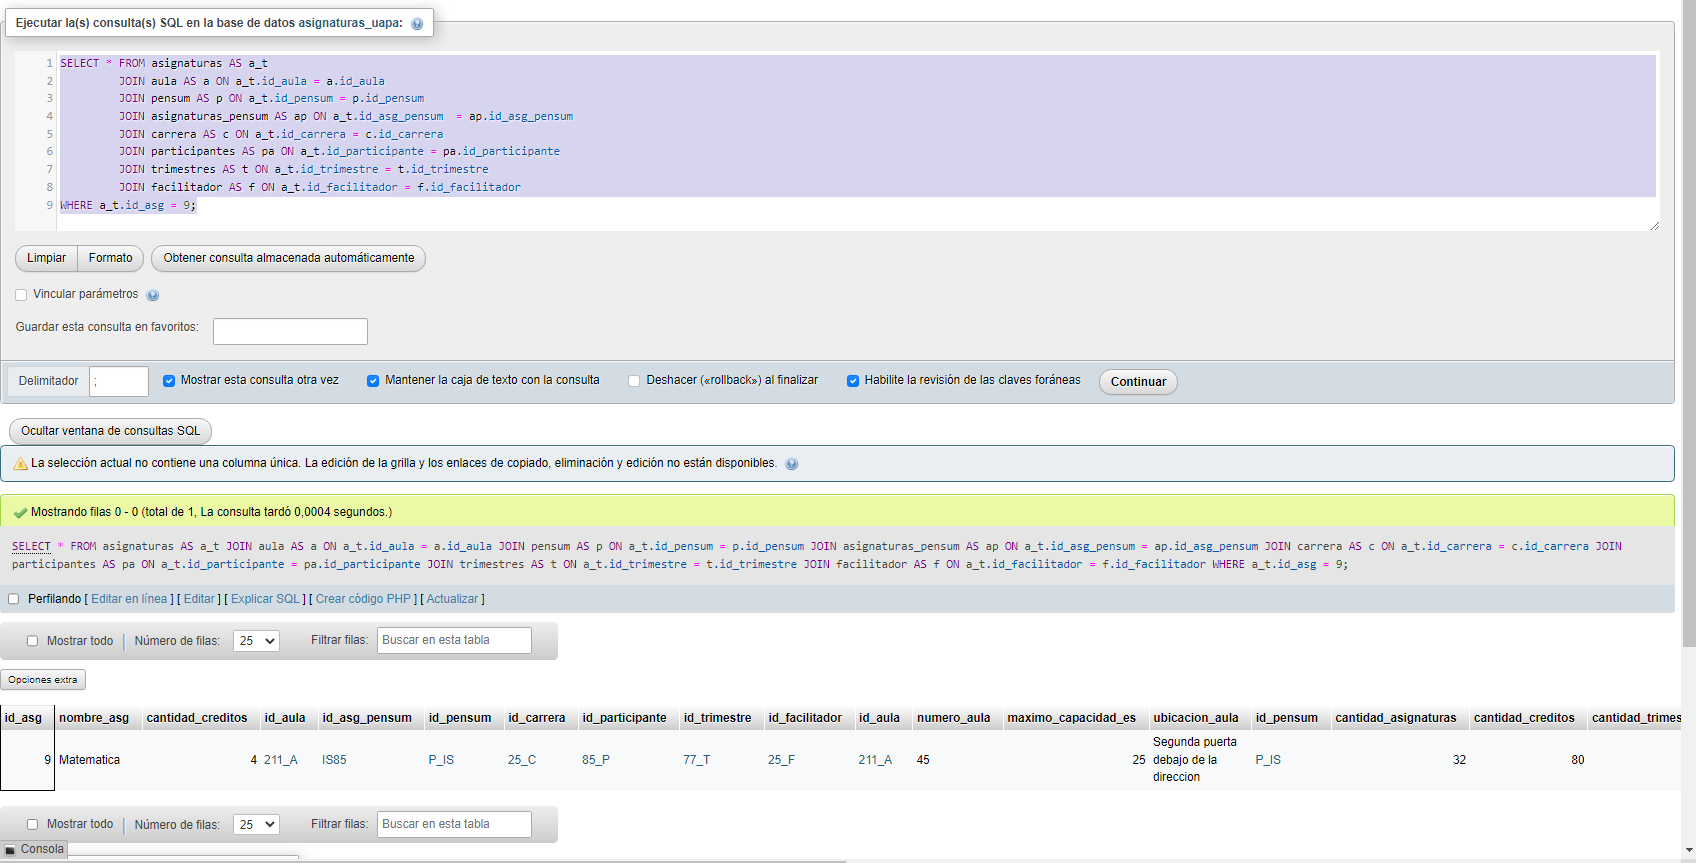 Ejecutar la(s) consulta(s) SQL en la base de datos asignaturas_uapa:
1 SELECT * FROM asignaturas AS a_t
2 JOIN aula AS a ON a_t.id_aula = a.id_aula
3 JOIN pensum AS p ON a_t.id_pensum = p.id_pensum
4 JOIN asignaturas_pensum AS ap ON a_t.id_asg_pensum  = ap.id_asg_pensum
5 JOIN carrera AS c ON a_t.id_carrera = c.id_carrera
6 JOIN participantes AS pa ON a_t.id_participante = pa.id_participante
7 JOIN trimestres AS t ON a_t.id_trimestre = t.id_trimestre
8 JOIN facilitador AS f ON a_t.id_facilitador = f.id_facilitador
9 WHERE a_t.id_asg = 9;
Limpiar Formato Obtener consulta almacenada automáticamente
Vincular parámetros
Guardar esta consulta en favoritos:
Delimitador ; Mostrar esta consulta otra vez Mantener la caja de texto con la consulta Deshacer («rollback») al finalizar Habilite la revisión de las claves foráneas Continuar
Ocultar ventana de consultas SQL
La selección actual no contiene una columna única. La edición de la grilla y los enlaces de copiado, eliminación y edición no están disponibles.
Mostrando filas 0 - 0 (total de 1, La consulta tardó 0,0004 segundos.)
SELECT * FROM asignaturas AS a_t JOIN aula AS a ON a_t.id_aula = a.id_aula JOIN pensum AS p ON a_t.id_pensum = p.id_pensum JOIN asignaturas_pensum AS ap ON a_t.id_asg_pensum = ap.id_asg_pensum JOIN carrera AS c ON a_t.id_carrera = c.id_carrera JOIN
participantes AS pa ON a_t.id_participante = pa.id_participante JOIN trimestres AS t ON a_t.id_trimestre = t.id_trimestre JOIN facilitador AS f ON a_t.id_facilitador = f.id_facilitador WHERE a_t.id_asg = 9;
Perfilando [ Editar en línea ] [ Editar ] [ Explicar SQL ] [ Crear código PHP ] [ Actualizar ]
Mostrar todo Número de filas: 25 Filtrar filas: Buscar en esta tabla
Opciones extra
id_asg nombre_asg cantidad_creditos id_aula id_asg_pensum id_pensum id_carrera id_participante id_trimestre id_facilitador id_aula numero_aula maximo_capacidad_es ubicacion_aula id_pensum cantidad_asignaturas cantidad_creditos cantidad_trimes
9 Matematica 4 211_A IS85 P_IS 25_C 85_P 77_T 25_F 211_A 45 25 Segunda puerta debajo de la direccion P_IS 32 80
Mostrar todo Número de filas: 25 Filtrar filas: Buscar en esta tabla
Consola